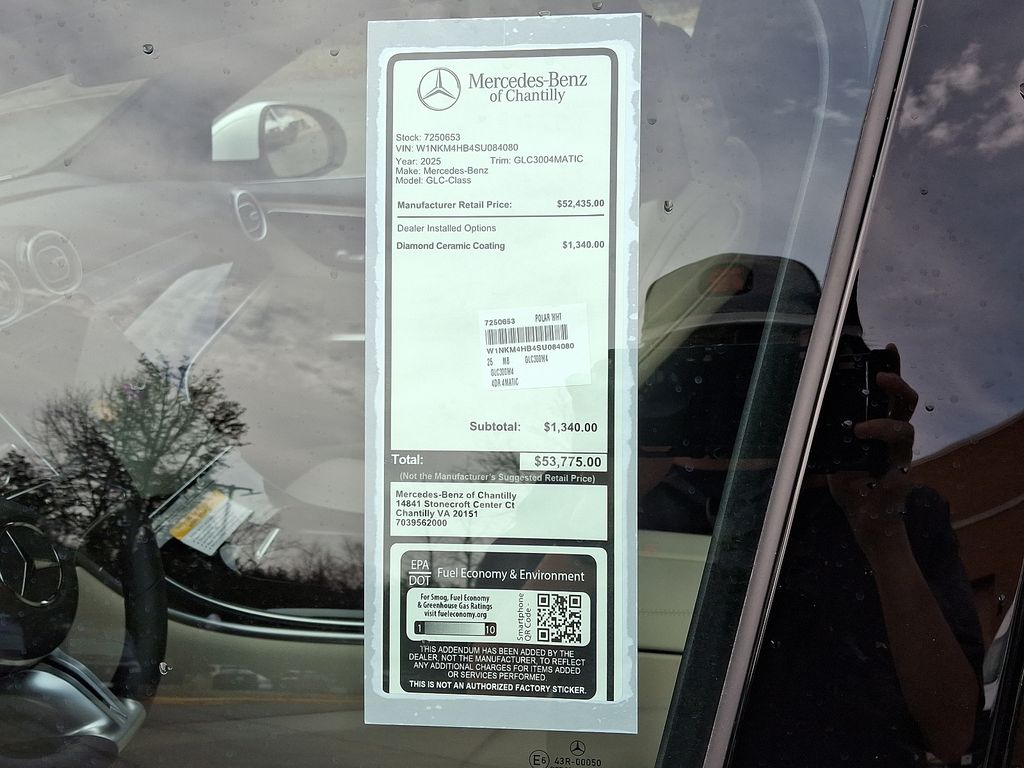 Mercedes-Benz
of Chantilly
Stock: 7250653
VIN: W1NKM4HB4SU084080
Year: 2025 Trim: GLC3004MATIC
Make: Mercedes-Benz
Model: GLC-Class
Manufacturer Retail Price: $52,435.00
Dealer Installed Options
Diamond Ceramic Coating $1,340.00
7250653 POLAR WHT
W1NKM4HB4SU084080
25 MB GLC300W4
GLC300W4
4DR 4MATIC
Subtotal: $1,340.00
Total: $53,775.00
(Not the Manufacturer's Suggested Retail Price)
Mercedes-Benz of Chantilly
14841 Stonecroft Center Ct
Chantilly VA 20151
7039562000
EPA
DOT Fuel Economy & Environment
For Smog, Fuel Economy
& Greenhouse Gas Ratings
visit fueleconomy.org
1 10
Smartphone
QR Code -
THIS ADDENDUM HAS BEEN ADDED BY THE
DEALER, NOT THE MANUFACTURER, TO REFLECT
ANY ADDITIONAL CHARGES FOR ITEMS ADDED
OR SERVICES PERFORMED
THIS IS NOT AN AUTHORIZED FACTORY STICKER.
E6 43R-00050